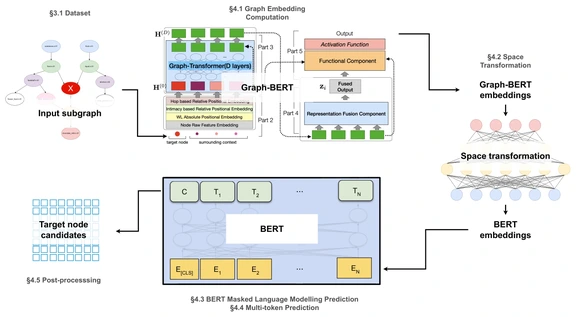 §3.1 Dataset
X
Input subgraph
§4.1 Graph Embedding
Computation
H(D)
Part 3
Graph-Transformer(D layers)
H(0)
Graph-BERT
Hop based Relative Positional Embedding
Intimacy based Relative Positional Embedding
WL Absolute Positional Embedding
Node Raw Feature Embedding
Part 2
target node
surrounding context
Output
Part 5
Activation Function
Functional Component
zi
Fused
Output
Part 4
Representation Fusion Component
§4.2 Space
Transformation
Graph-BERT
embeddings
Space transformation
BERT
embeddings
C
T1
T2
...
TN
BERT
E[CLS]
E1
E2
...
EN
§4.3 BERT Masked Language Modelling Prediction
§4.4 Multi-token Prediction
Target node
candidates
§4.5 Post-processsing